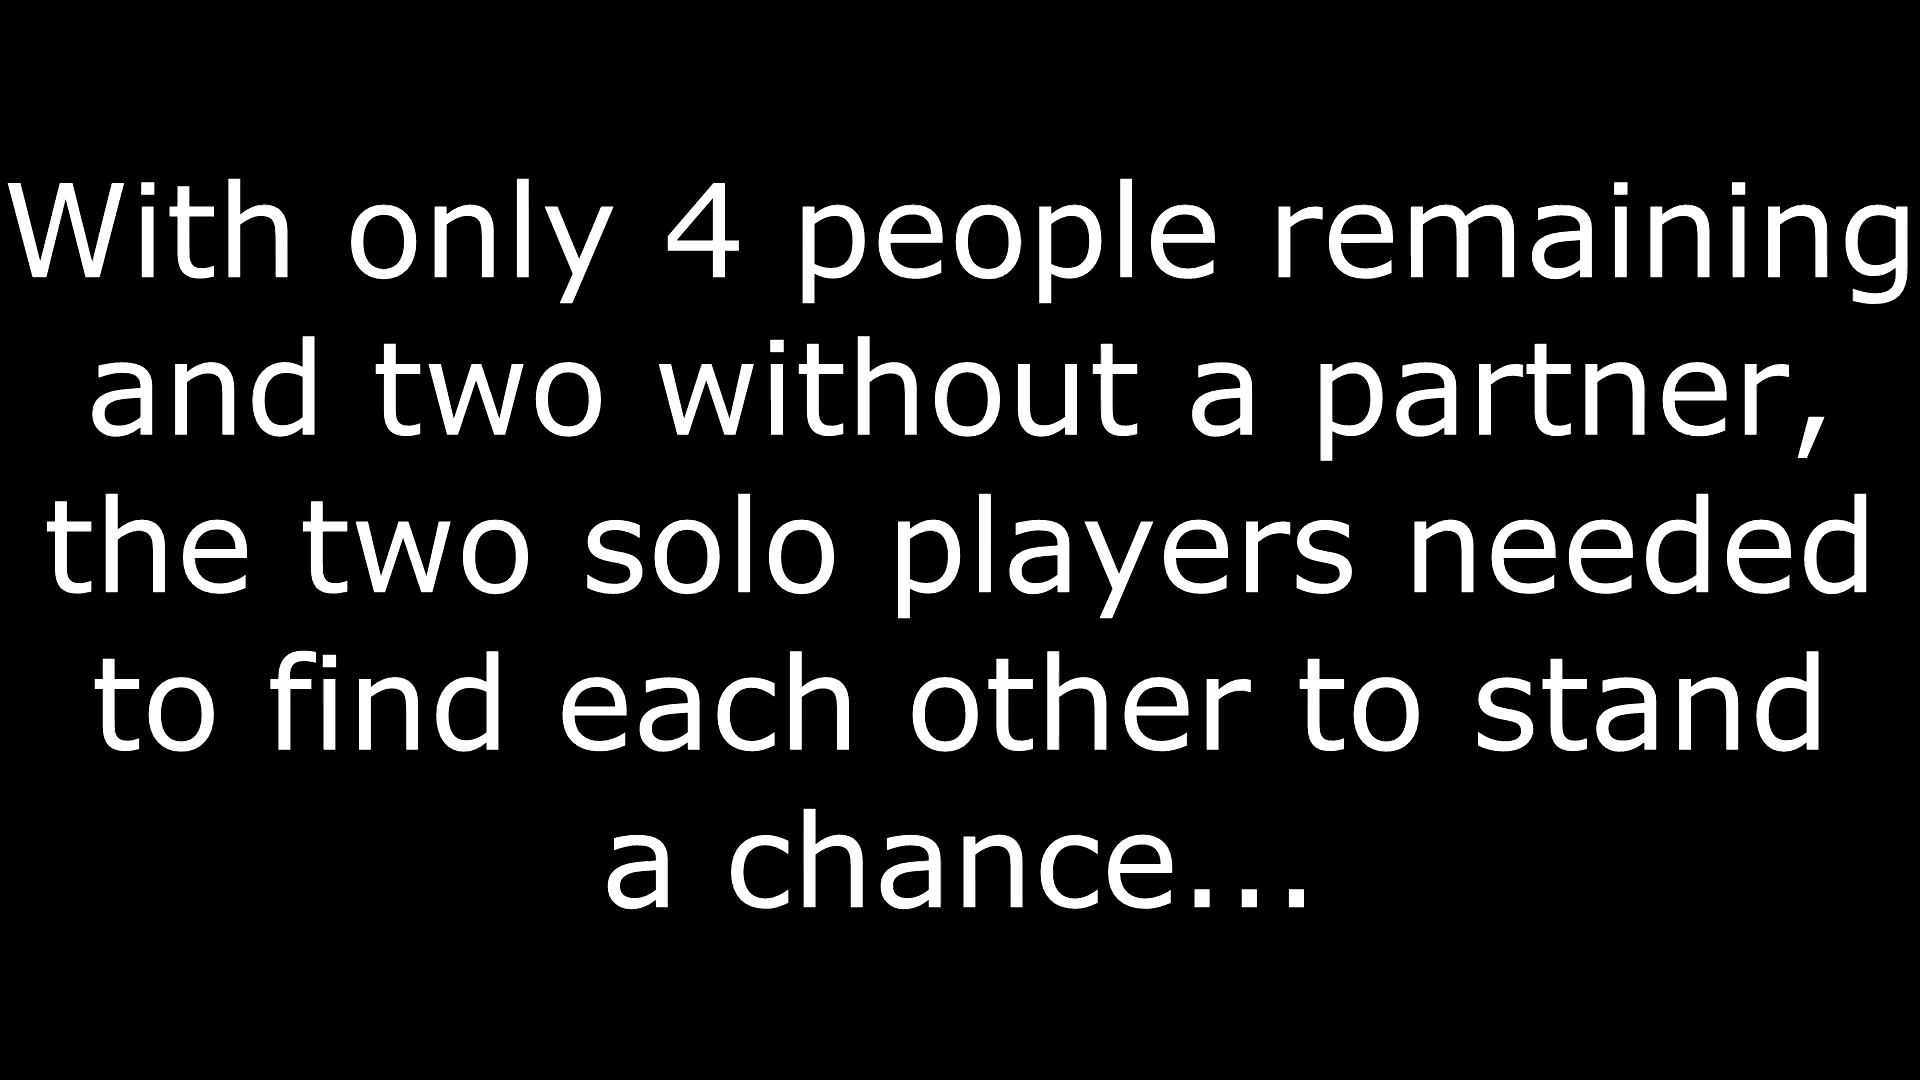 With only 4 people remaining
and two without a partner,
the two solo players needed
to find each other to stand
a chance...